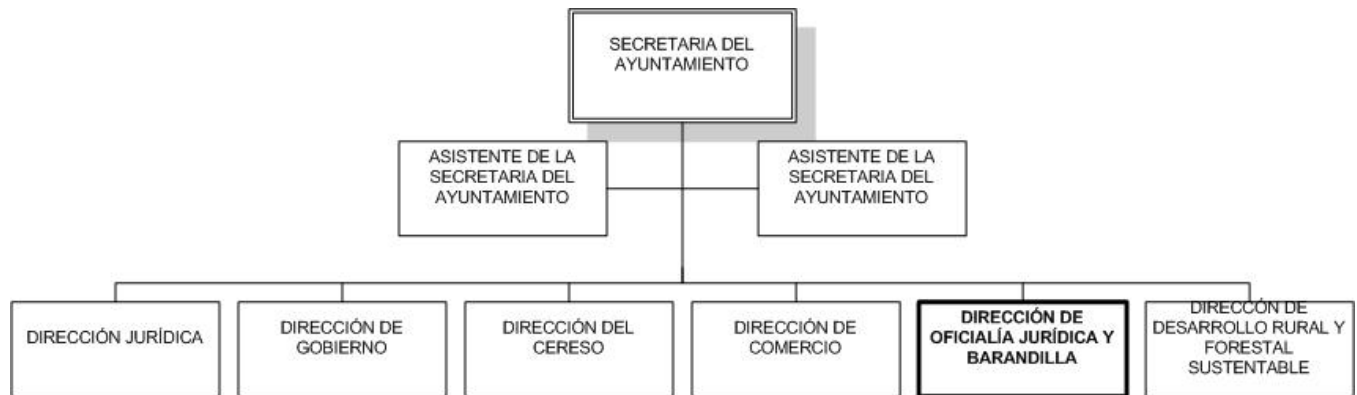 SECRETARIA DEL
AYUNTAMIENTO
ASISTENTE DE LA
SECRETARIA DEL
AYUNTAMIENTO
ASISTENTE DE LA
SECRETARIA DEL
AYUNTAMIENTO
DIRECCIÓN JURÍDICA
DIRECCIÓN DE
GOBIERNO
DIRECCIÓN DEL
CERESO
DIRECCIÓN DE
COMERCIO
DIRECCIÓN DE
OFICIALÍA JURÍDICA Y
BARANDILLA
DIRECCÓN DE
DESARROLLO RURAL Y
FORESTAL
SUSTENTABLE